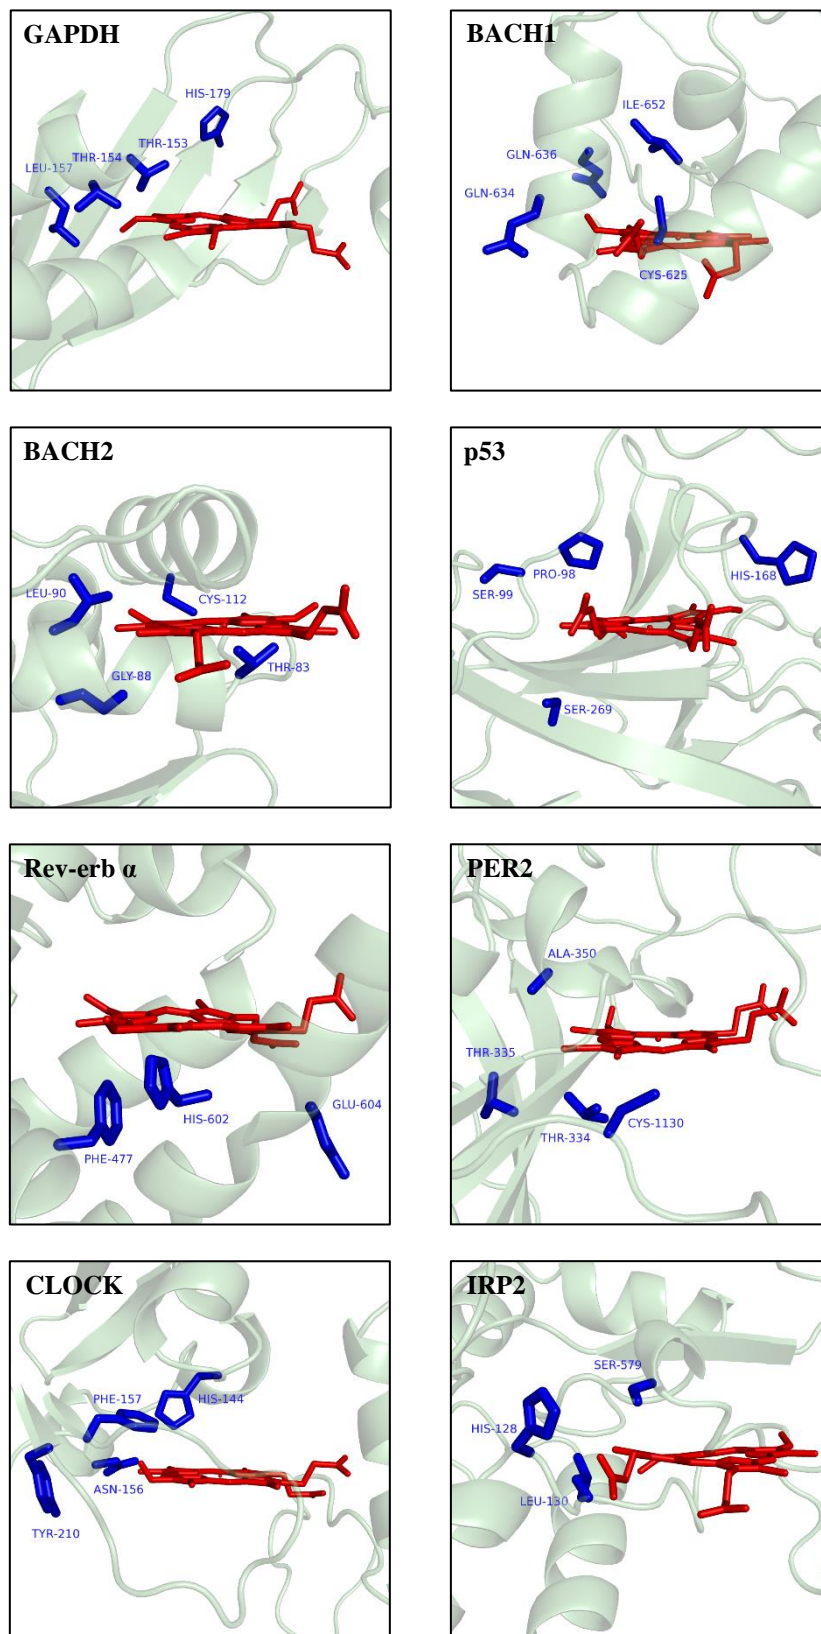 GAPDH
HIS-179
THR-153
THR-154
LEU-157
BACH1
ILE-652
GLN-636
GLN-634
CYS-625
BACH2
LEU-90
CYS-112
GLY-88
THR-83
p53
PRO-98
SER-99
HIS-168
SER-269
Rev-erb α
GLU-604
HIS-602
PHE-477
PER2
ALA-350
THR-335
THR-334
CYS-1130
CLOCK
PHE-157
HIS-144
ASN-156
TYR-210
IRP2
SER-579
HIS-128
LEU-130